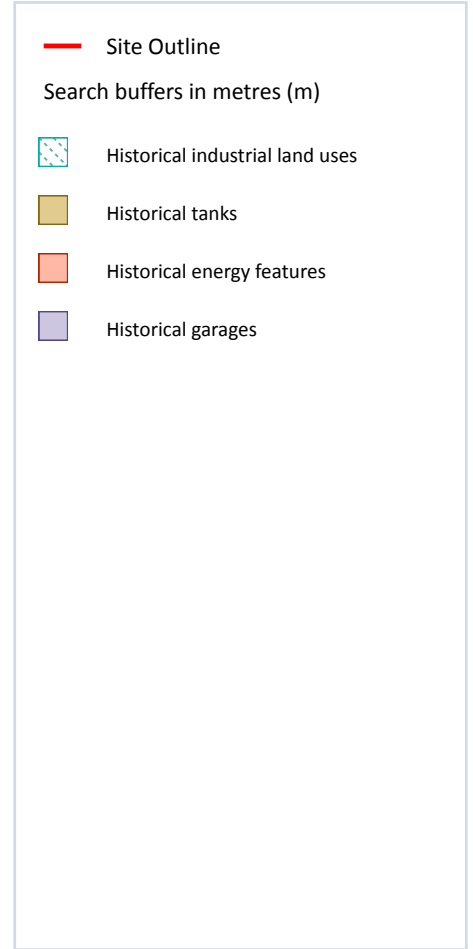 Site Outline
Search buffers in metres (m)
Historical industrial land uses
Historical tanks
Historical energy features
Historical garages